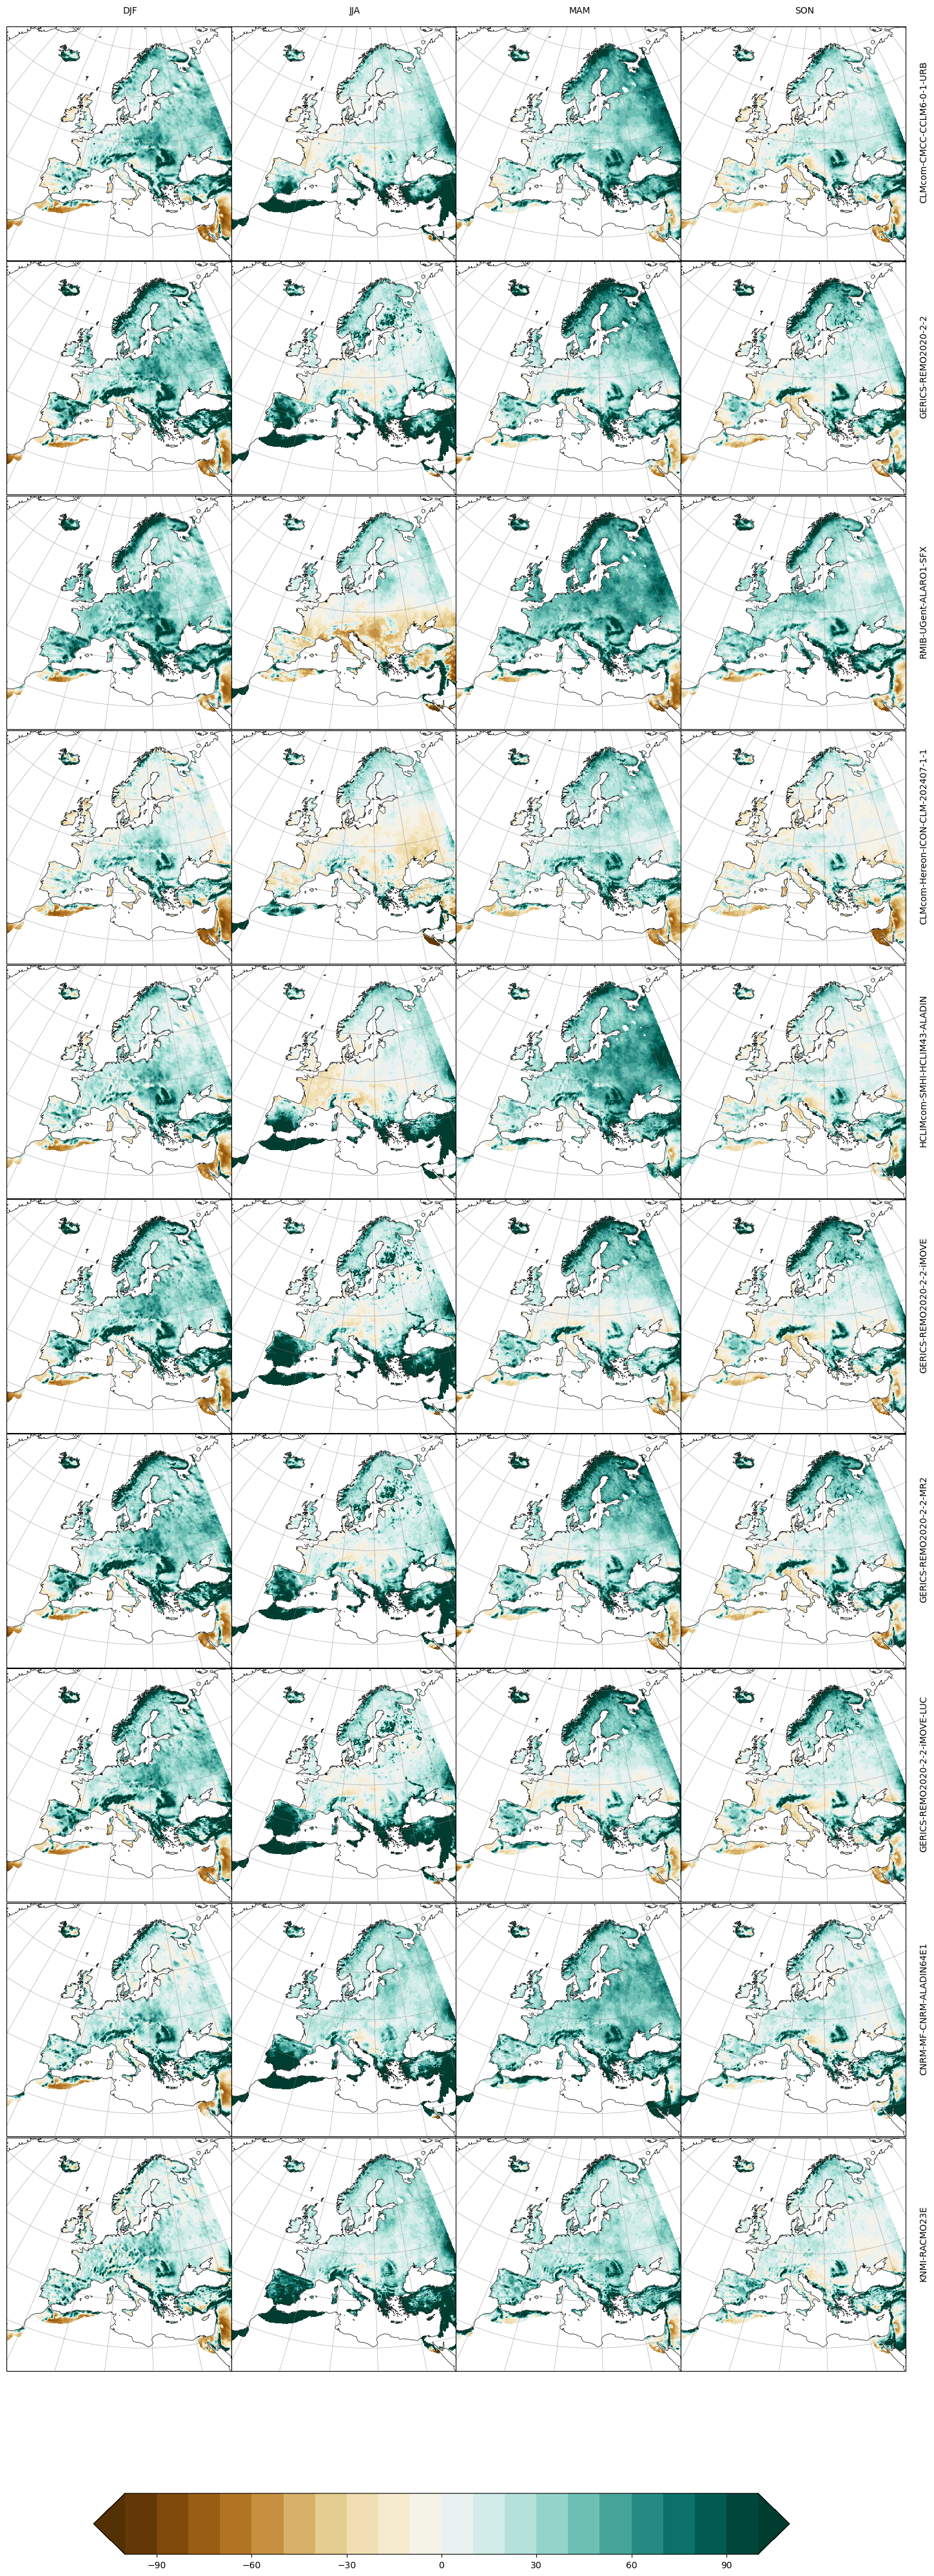 DJF JJA MAM SON
CLMcom-CMCC-CCLM6-0-1-URB
GERICS-REMO2020-2-2
RMIB-UGent-ALARO1-SFX
CLMcom-Hereon-ICON-CLM-202407-1-1
HCLIMcom-SMHI-HCLIM43-ALADIN
GERICS-REMO2020-2-2-iMOVE
GERICS-REMO2020-2-2-MR2
GERICS-REMO2020-2-2-iMOVE-LUC
CNRM-MF-CNRM-ALADIN64E1
KNMI-RACMO23E
−90 −60 −30 0 30 60 90